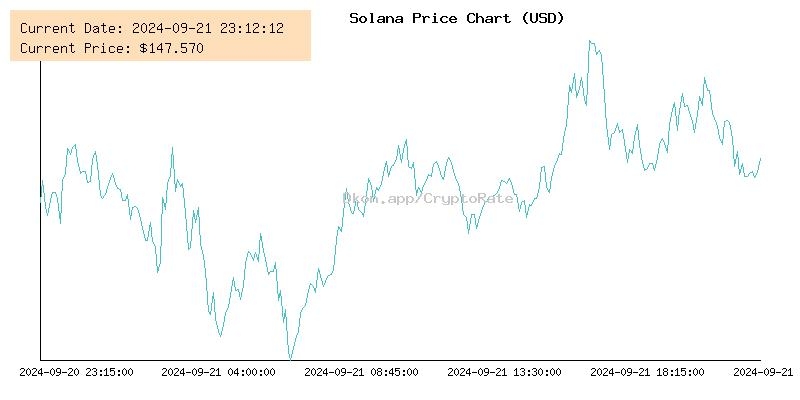 Solana Price Chart (USD)
Current Date: 2024-09-21 23:12:12
Current Price: $147.570
Okon.app/CryptoRate
2024-09-20 23:15:00
2024-09-21 04:00:00
2024-09-21 08:45:00
2024-09-21 13:30:00
2024-09-21 18:15:00
2024-09-21